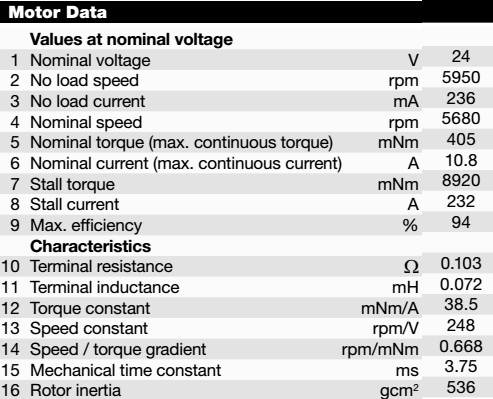 Motor Data
Values at nominal voltage
1 Nominal voltage V 24
2 No load speed rpm 5950
3 No load current mA 236
4 Nominal speed rpm 5680
5 Nominal torque (max. continuous torque) mNm 405
6 Nominal current (max. continuous current) A 10.8
7 Stall torque mNm 8920
8 Stall current A 232
9 Max. efficiency % 94
Characteristics
10 Terminal resistance Ω 0.103
11 Terminal inductance mH 0.072
12 Torque constant mNm/A 38.5
13 Speed constant rpm/V 248
14 Speed / torque gradient rpm/mNm 0.668
15 Mechanical time constant ms 3.75
16 Rotor inertia gcm² 536